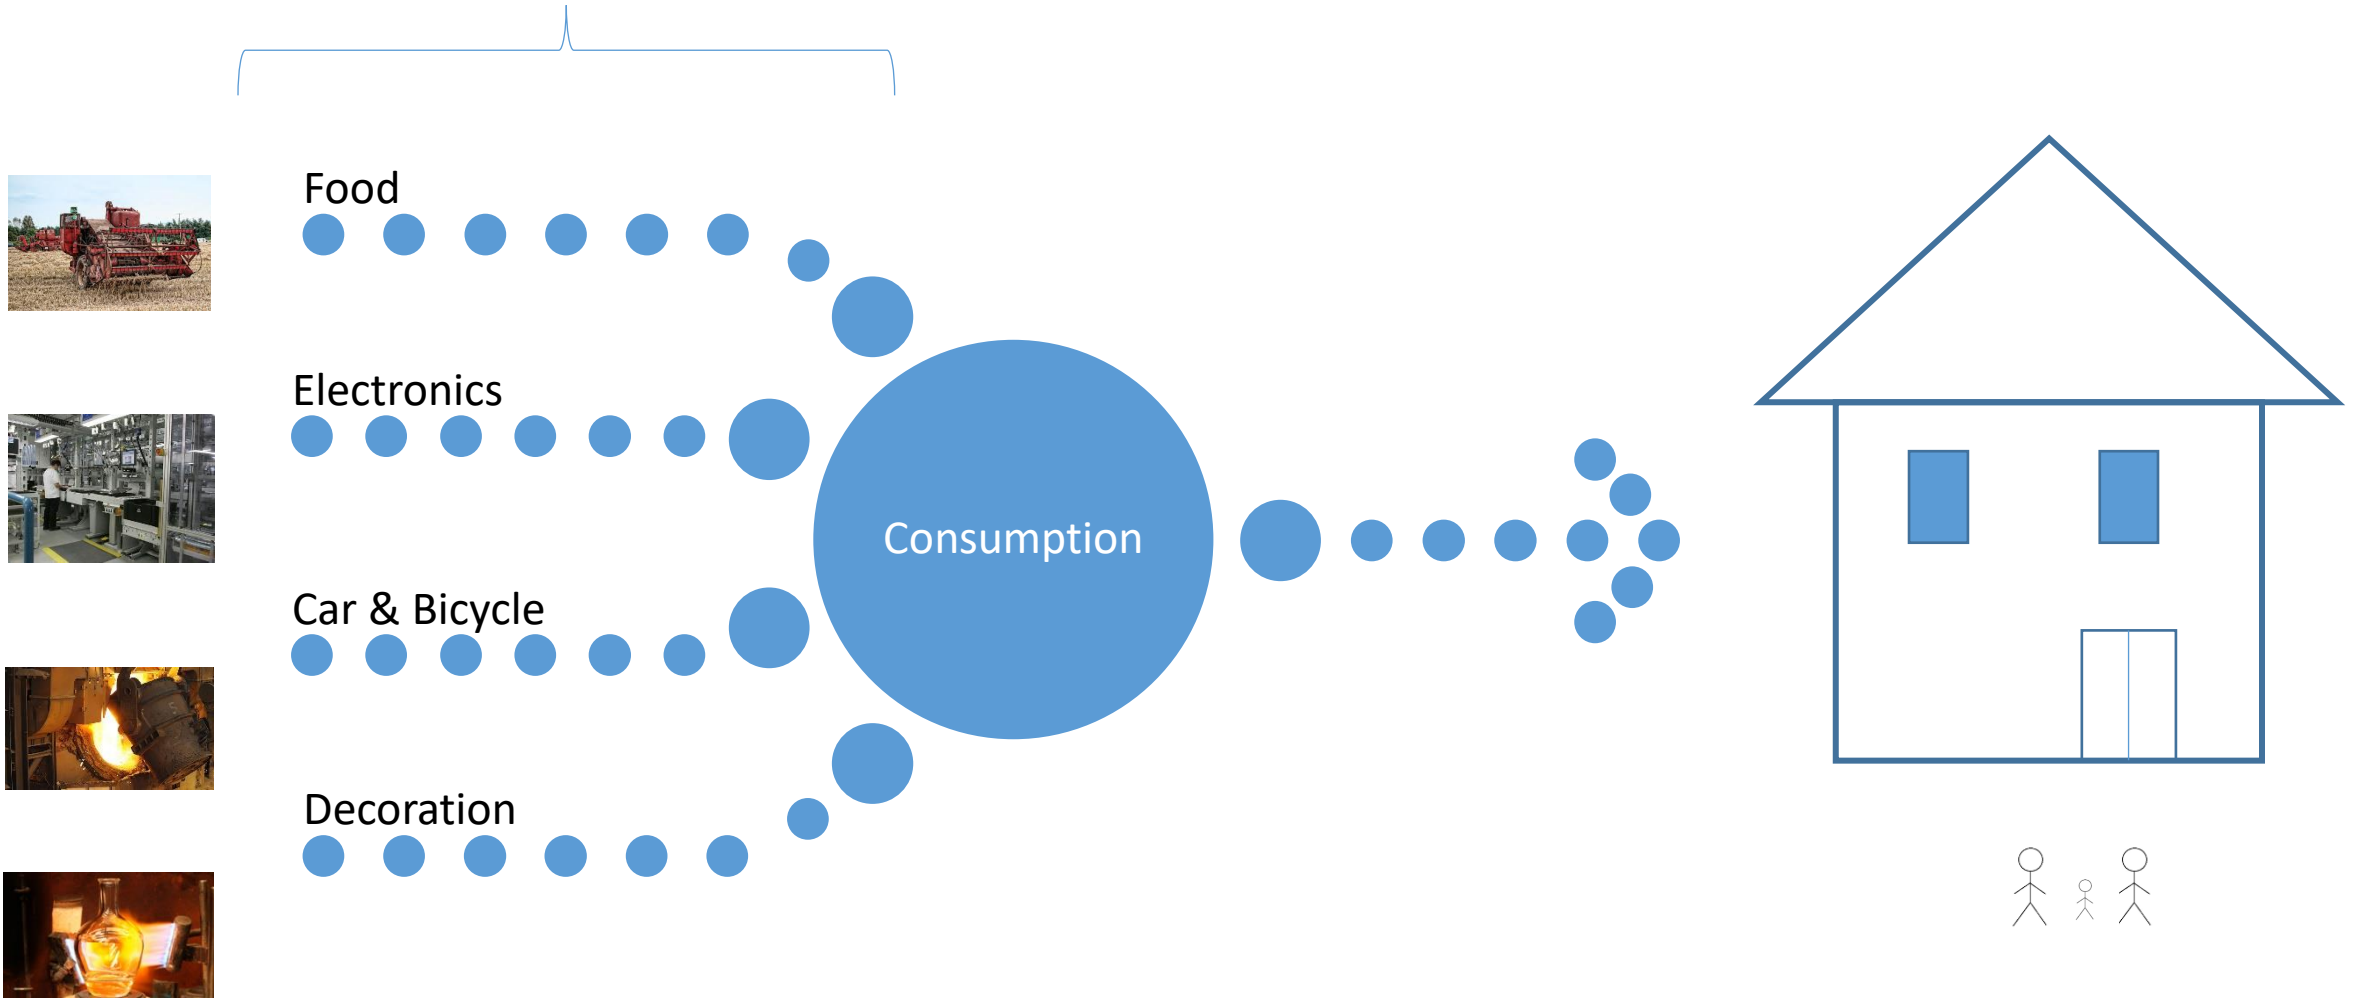 Food
Electronics
Consumption
Car & Bicycle
Decoration